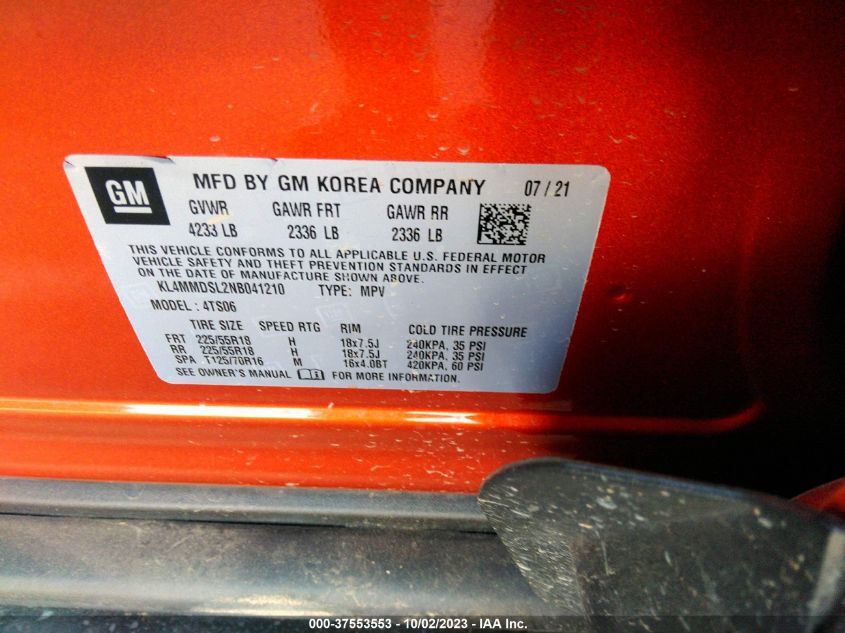 GM
MFD BY GM KOREA COMPANY 07 / 21
GVWR GAWR FRT GAWR RR
4233 LB 2336 LB 2336 LB
THIS VEHICLE CONFORMS TO ALL APPLICABLE U.S. FEDERAL MOTOR
VEHICLE SAFETY AND THEFT PREVENTION STANDARDS IN EFFECT
ON THE DATE OF MANUFACTURE SHOWN ABOVE.
KL4MMDSL2NB041210 TYPE: MPV
MODEL: 4TS06
TIRE SIZE SPEED RTG RIM COLD TIRE PRESSURE
FRT 225/55R18 H 18x7.5J 240KPA, 35 PSI
RR 225/55R18 H 18x7.5J 240KPA, 35 PSI
SPA T125/70R16 M 16x4.0BT 420KPA, 60 PSI
SEE OWNER'S MANUAL FOR MORE INFORMATION.
000-37553553 - 10/02/2023 - IAA Inc.